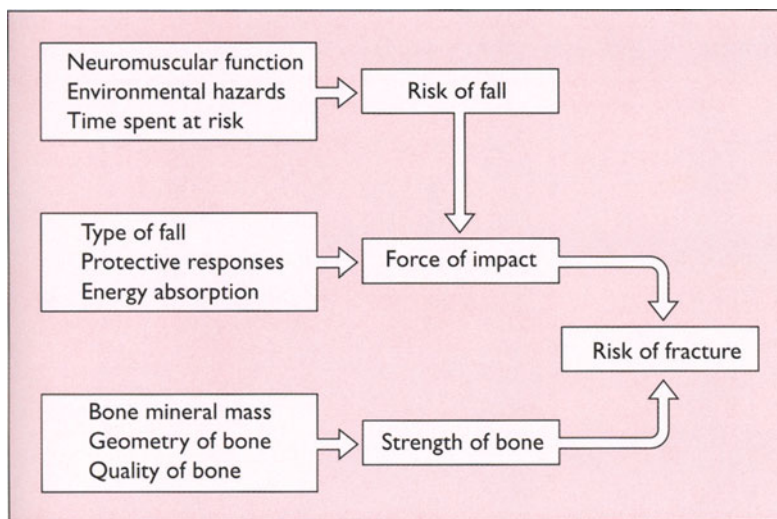 Neuromuscular function
Environmental hazards
Time spent at risk
Risk of fall
Type of fall
Protective responses
Energy absorption
Force of impact
Risk of fracture
Bone mineral mass
Geometry of bone
Quality of bone
Strength of bone